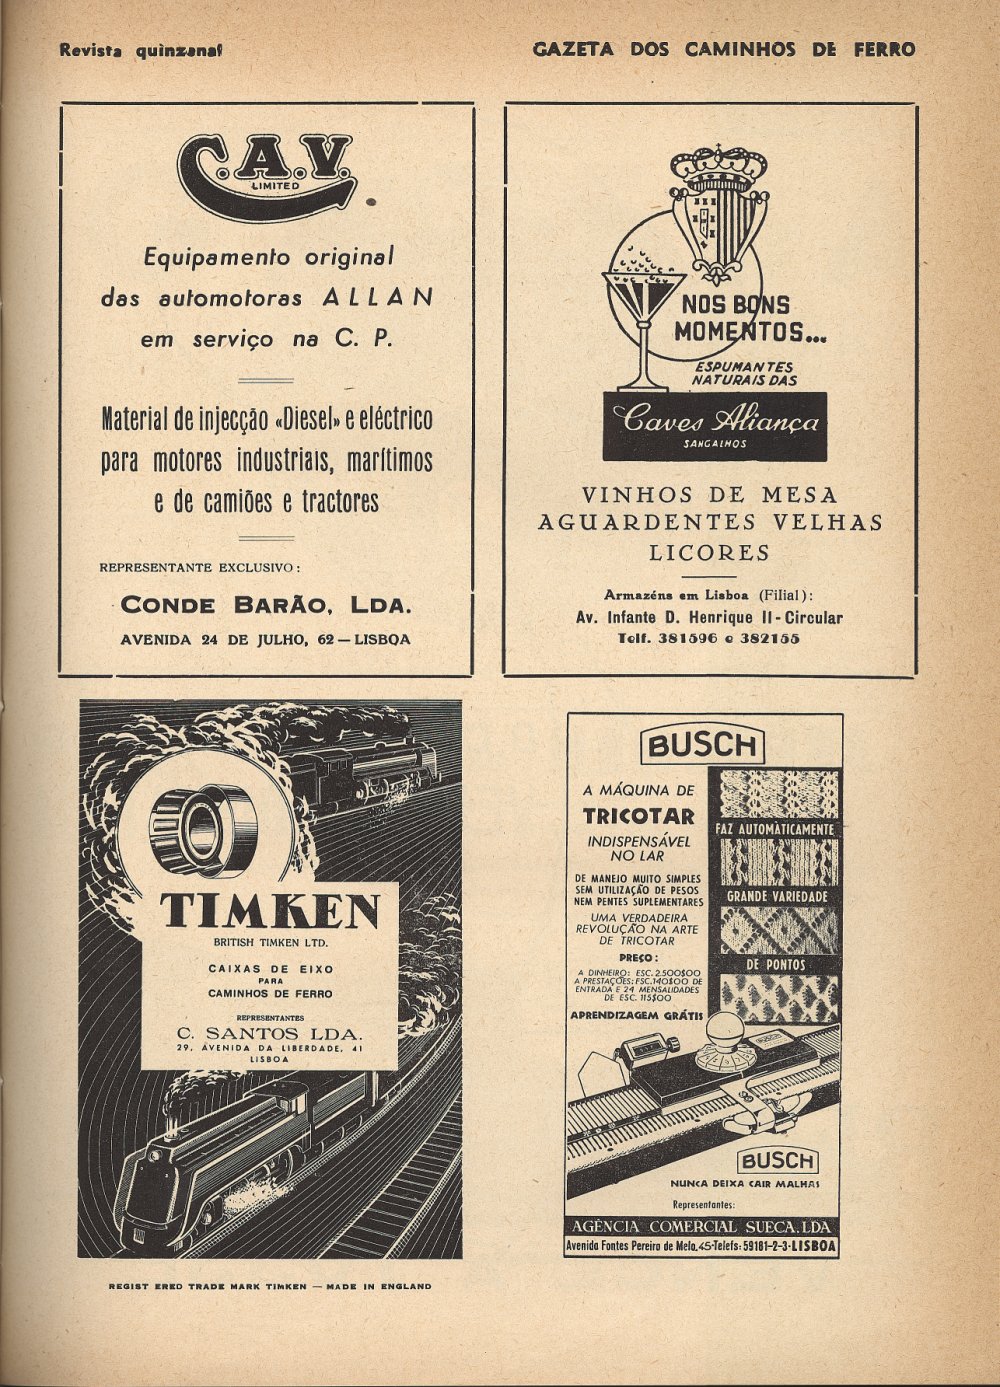 Revista quinzenal
GAZETA DOS CAMINHOS DE FERRO
C.A.V.
LIMITED
Equipamento original
das automotoras ALLAN
em serviço na C. P.
Material de injecção «Diesel» e eléctrico
para motores industriais, marítimos
e de camiões e tractores
REPRESENTANTE EXCLUSIVO:
CONDE BARÃO, LDA.
AVENIDA 24 DE JULHO, 62 — LISBOA
NOS BONS
MOMENTOS...
ESPUMANTES
NATURAIS DAS
Caves Aliança
SANGALHOS
VINHOS DE MESA
AGUARDENTES VELHAS
LICORES
Armazéns em Lisboa (Filial):
Av. Infante D. Henrique II - Circular
Telf. 381596 e 382155
TIMKEN
BRITISH TIMKEN LTD.
CAIXAS DE EIXO
PARA
CAMINHOS DE FERRO
REPRESENTANTES
C. SANTOS LDA.
29, AVENIDA DA LIBERDADE, 41
LISBOA
REGIST ERED TRADE MARK TIMKEN — MADE IN ENGLAND
BUSCH
A MÁQUINA DE
TRICOTAR
INDISPENSÁVEL
NO LAR
DE MANEJO MUITO SIMPLES
SEM UTILIZAÇÃO DE PESOS
NEM PENTES SUPLEMENTARES
UMA VERDADEIRA
REVOLUÇÃO NA ARTE
DE TRICOTAR
PREÇO:
A DINHEIRO: ESC. 2.500$00
A PRESTAÇÕES: ESC. 140$00 DE
ENTRADA E 24 MENSALIDADES
DE ESC. 115$00
APRENDIZAGEM GRÁTIS
FAZ AUTOMÀTICAMENTE
GRANDE VARIEDADE
DE PONTOS
BUSCH
BUSCH
NUNCA DEIXA CAIR MALHAS
Representantes:
AGÊNCIA COMERCIAL SUECA, LDA
Avenida Fontes Pereira de Melo, 45-Telefs: 59181-2-3-LISBOA